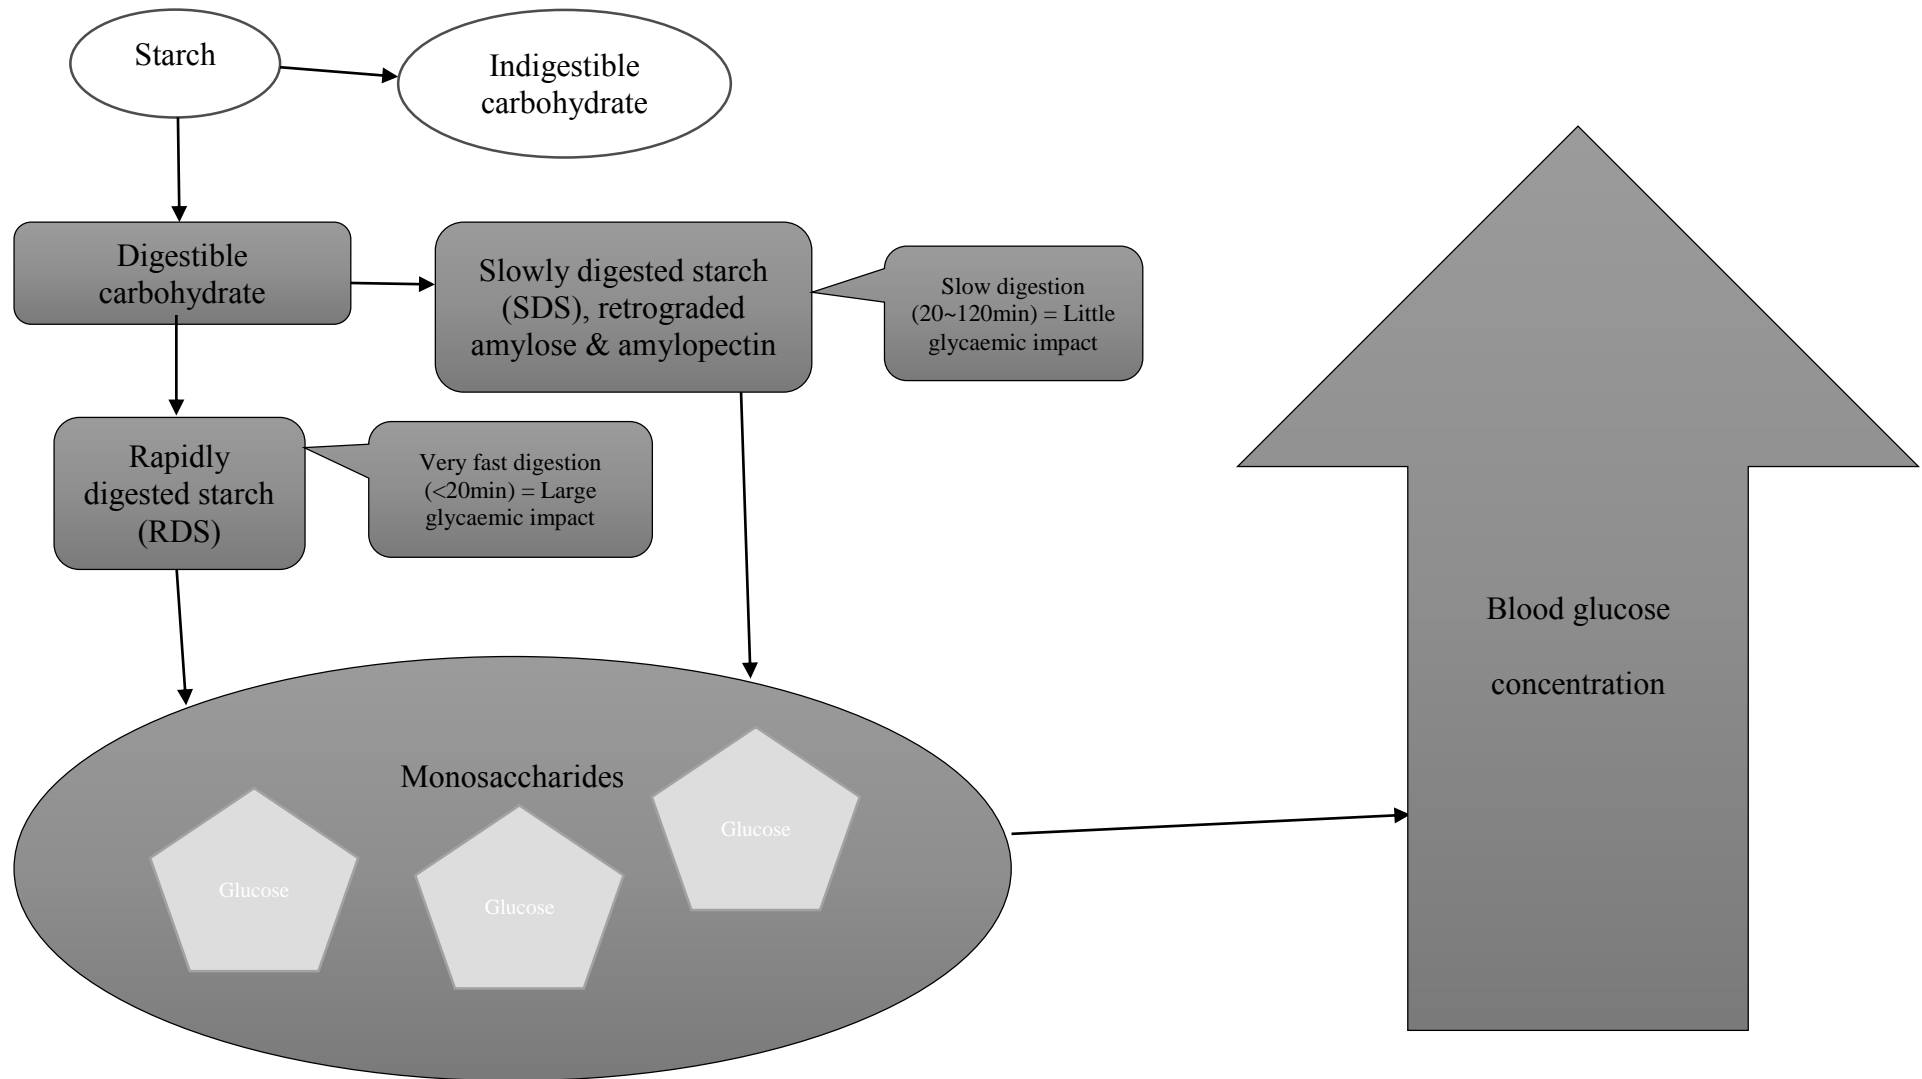 Starch
Indigestible
carbohydrate
Digestible
carbohydrate
Slowly digested starch
(SDS), retrograded
amylose & amylopectin
Slow digestion
(20~120min) = Little
glycaemic impact
Rapidly
digested starch
(RDS)
Very fast digestion
(<20min) = Large
glycaemic impact
Blood glucose
concentration
Monosaccharides
Glucose
Glucose
Glucose